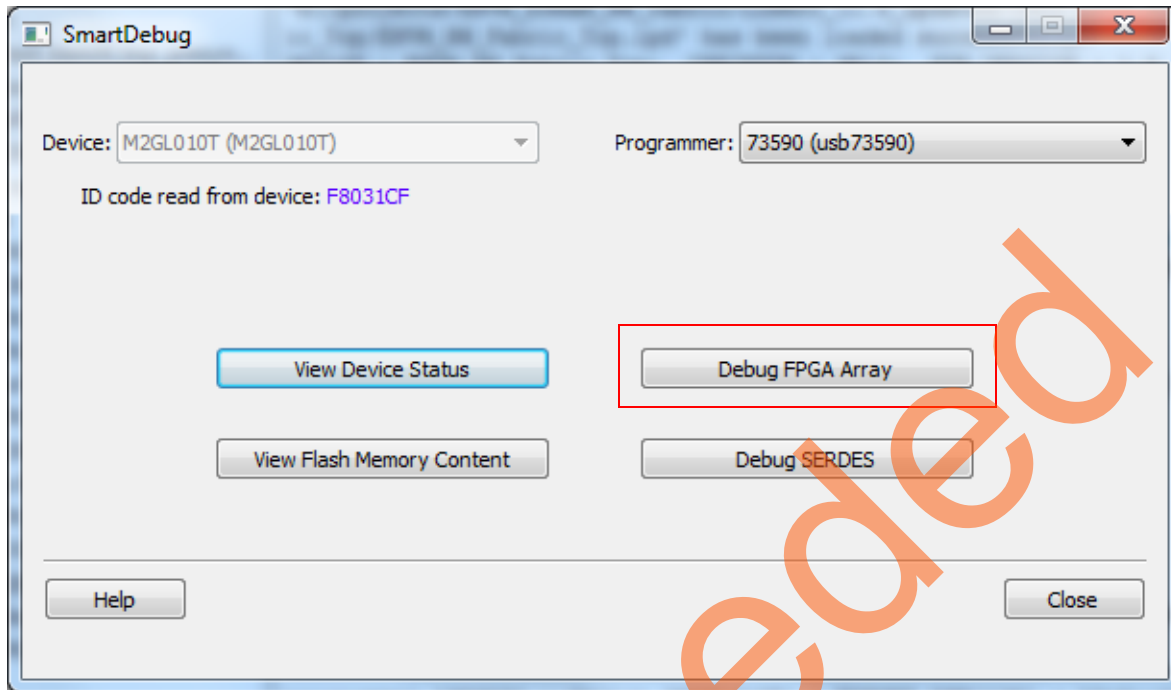 SmartDebug
Device: M2GL010T (M2GL010T) Programmer: 73590 (usb73590)
ID code read from device: F8031CF
View Device Status Debug FPGA Array
View Flash Memory Content Debug SERDES
Help Close
eded